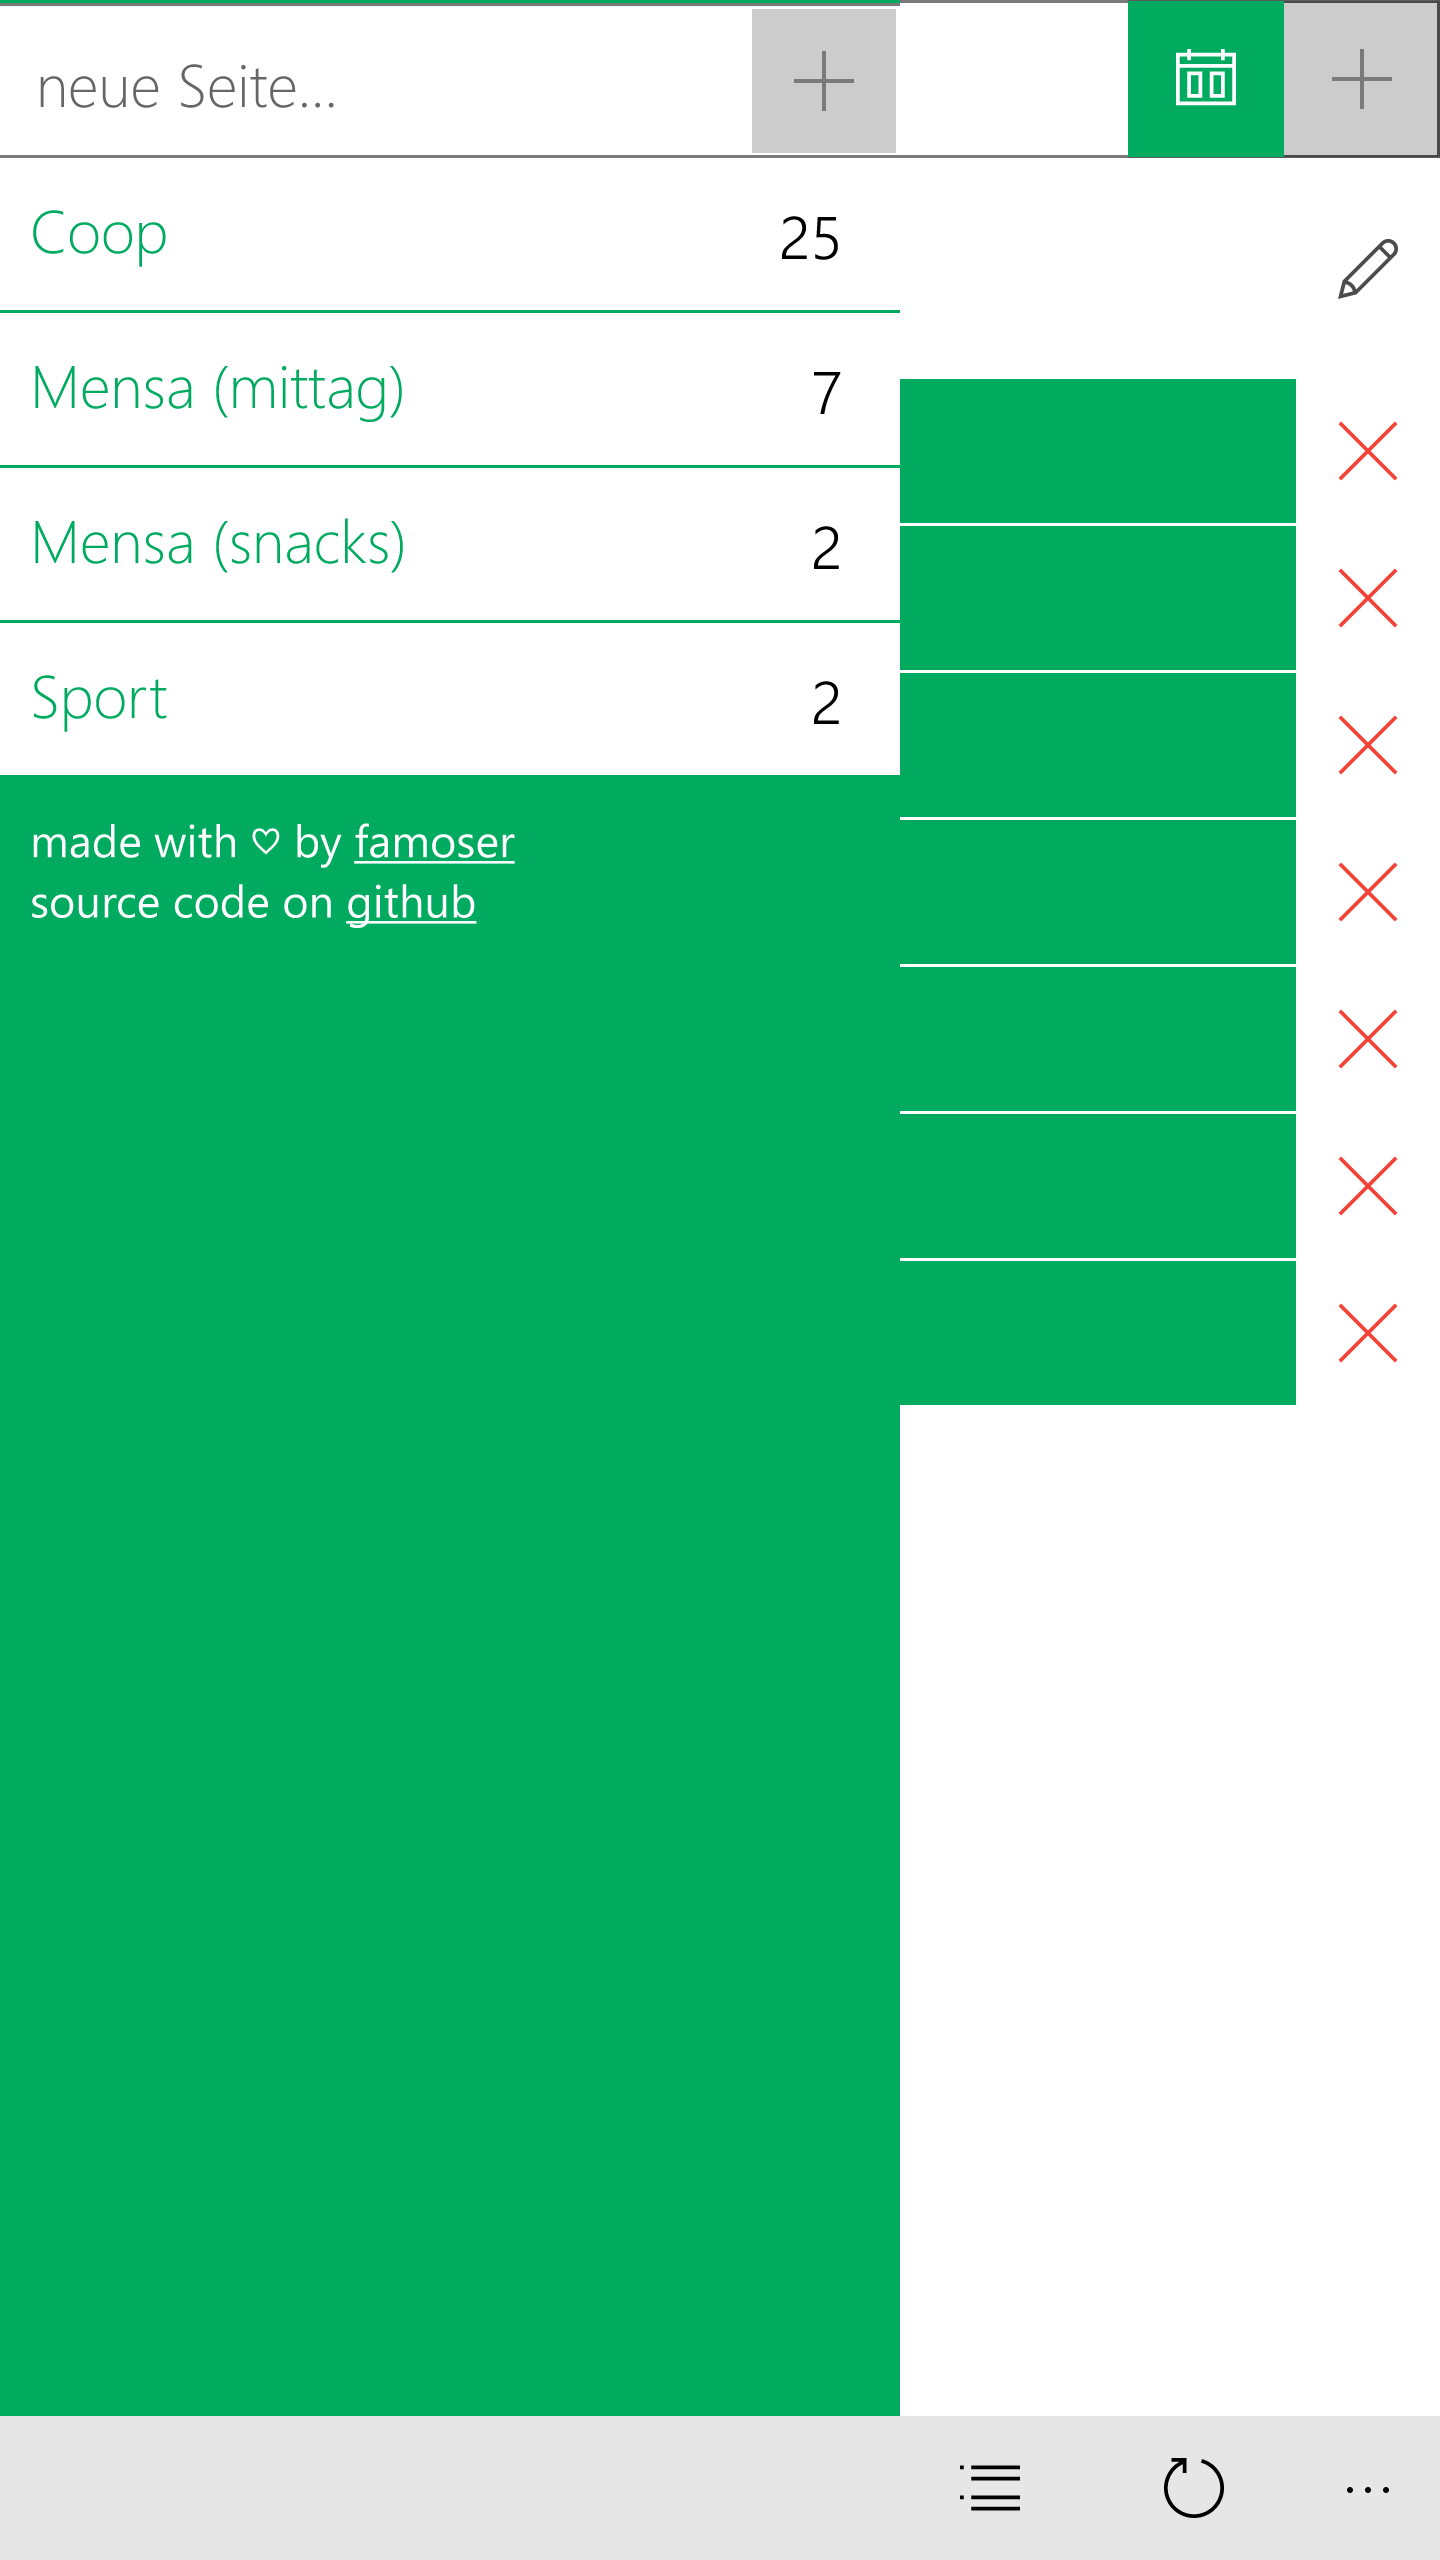 neue Seite...
Coop 25
Mensa (mittag) 7
Mensa (snacks) 2
Sport 2
made with ♡ by famoser
source code on github